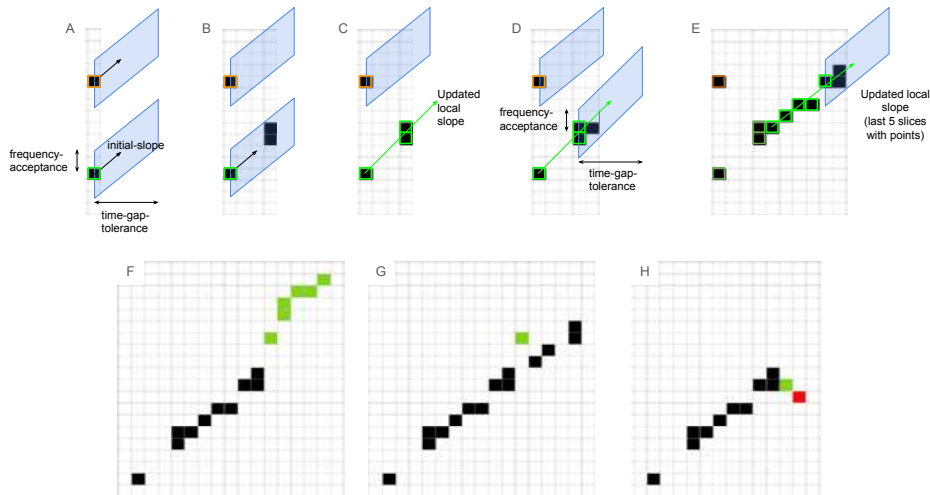 A
B
C
D
E
frequency-
acceptance
initial-slope
time-gap-
tolerance
Updated
local
slope
frequency-
acceptance
time-gap-
tolerance
Updated local
slope
(last 5 slices
with points)
F
G
H